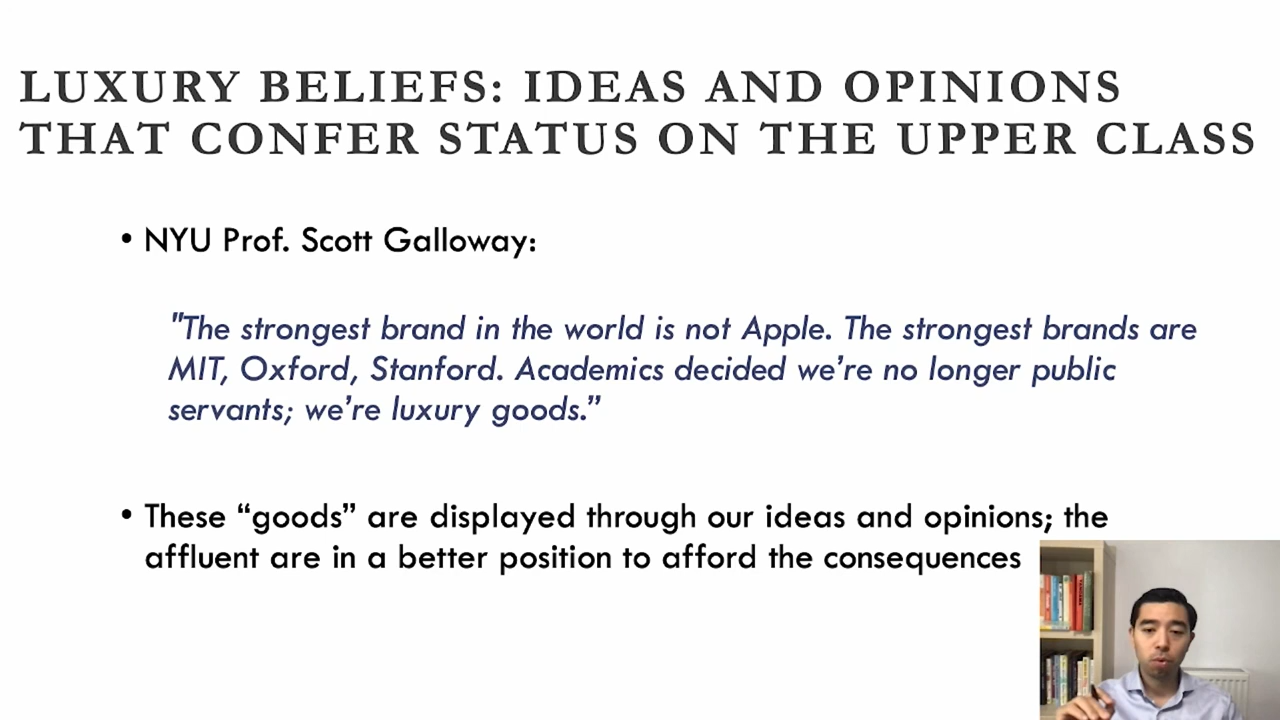 LUXURY BELIEFS: IDEAS AND OPINIONS
THAT CONFER STATUS ON THE UPPER CLASS
• NYU Prof. Scott Galloway:
"The strongest brand in the world is not Apple. The strongest brands are
MIT, Oxford, Stanford. Academics decided we’re no longer public
servants; we’re luxury goods.”
• These “goods” are displayed through our ideas and opinions; the
affluent are in a better position to afford the consequences